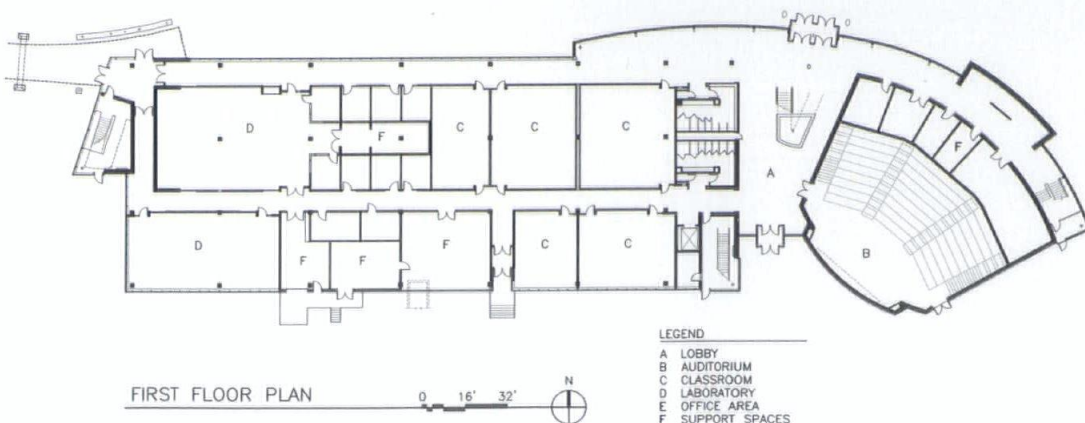 D
F
C
C
C
F
A
D
F
F
F
C
C
B
LEGEND
A LOBBY
B AUDITORIUM
C CLASSROOM
D LABORATORY
E OFFICE AREA
F SUPPORT SPACES
FIRST FLOOR PLAN
0 16' 32'
N